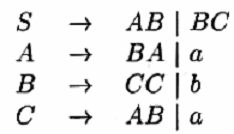 S → AB | BC
A → BA | a
B → CC | b
C → AB | a